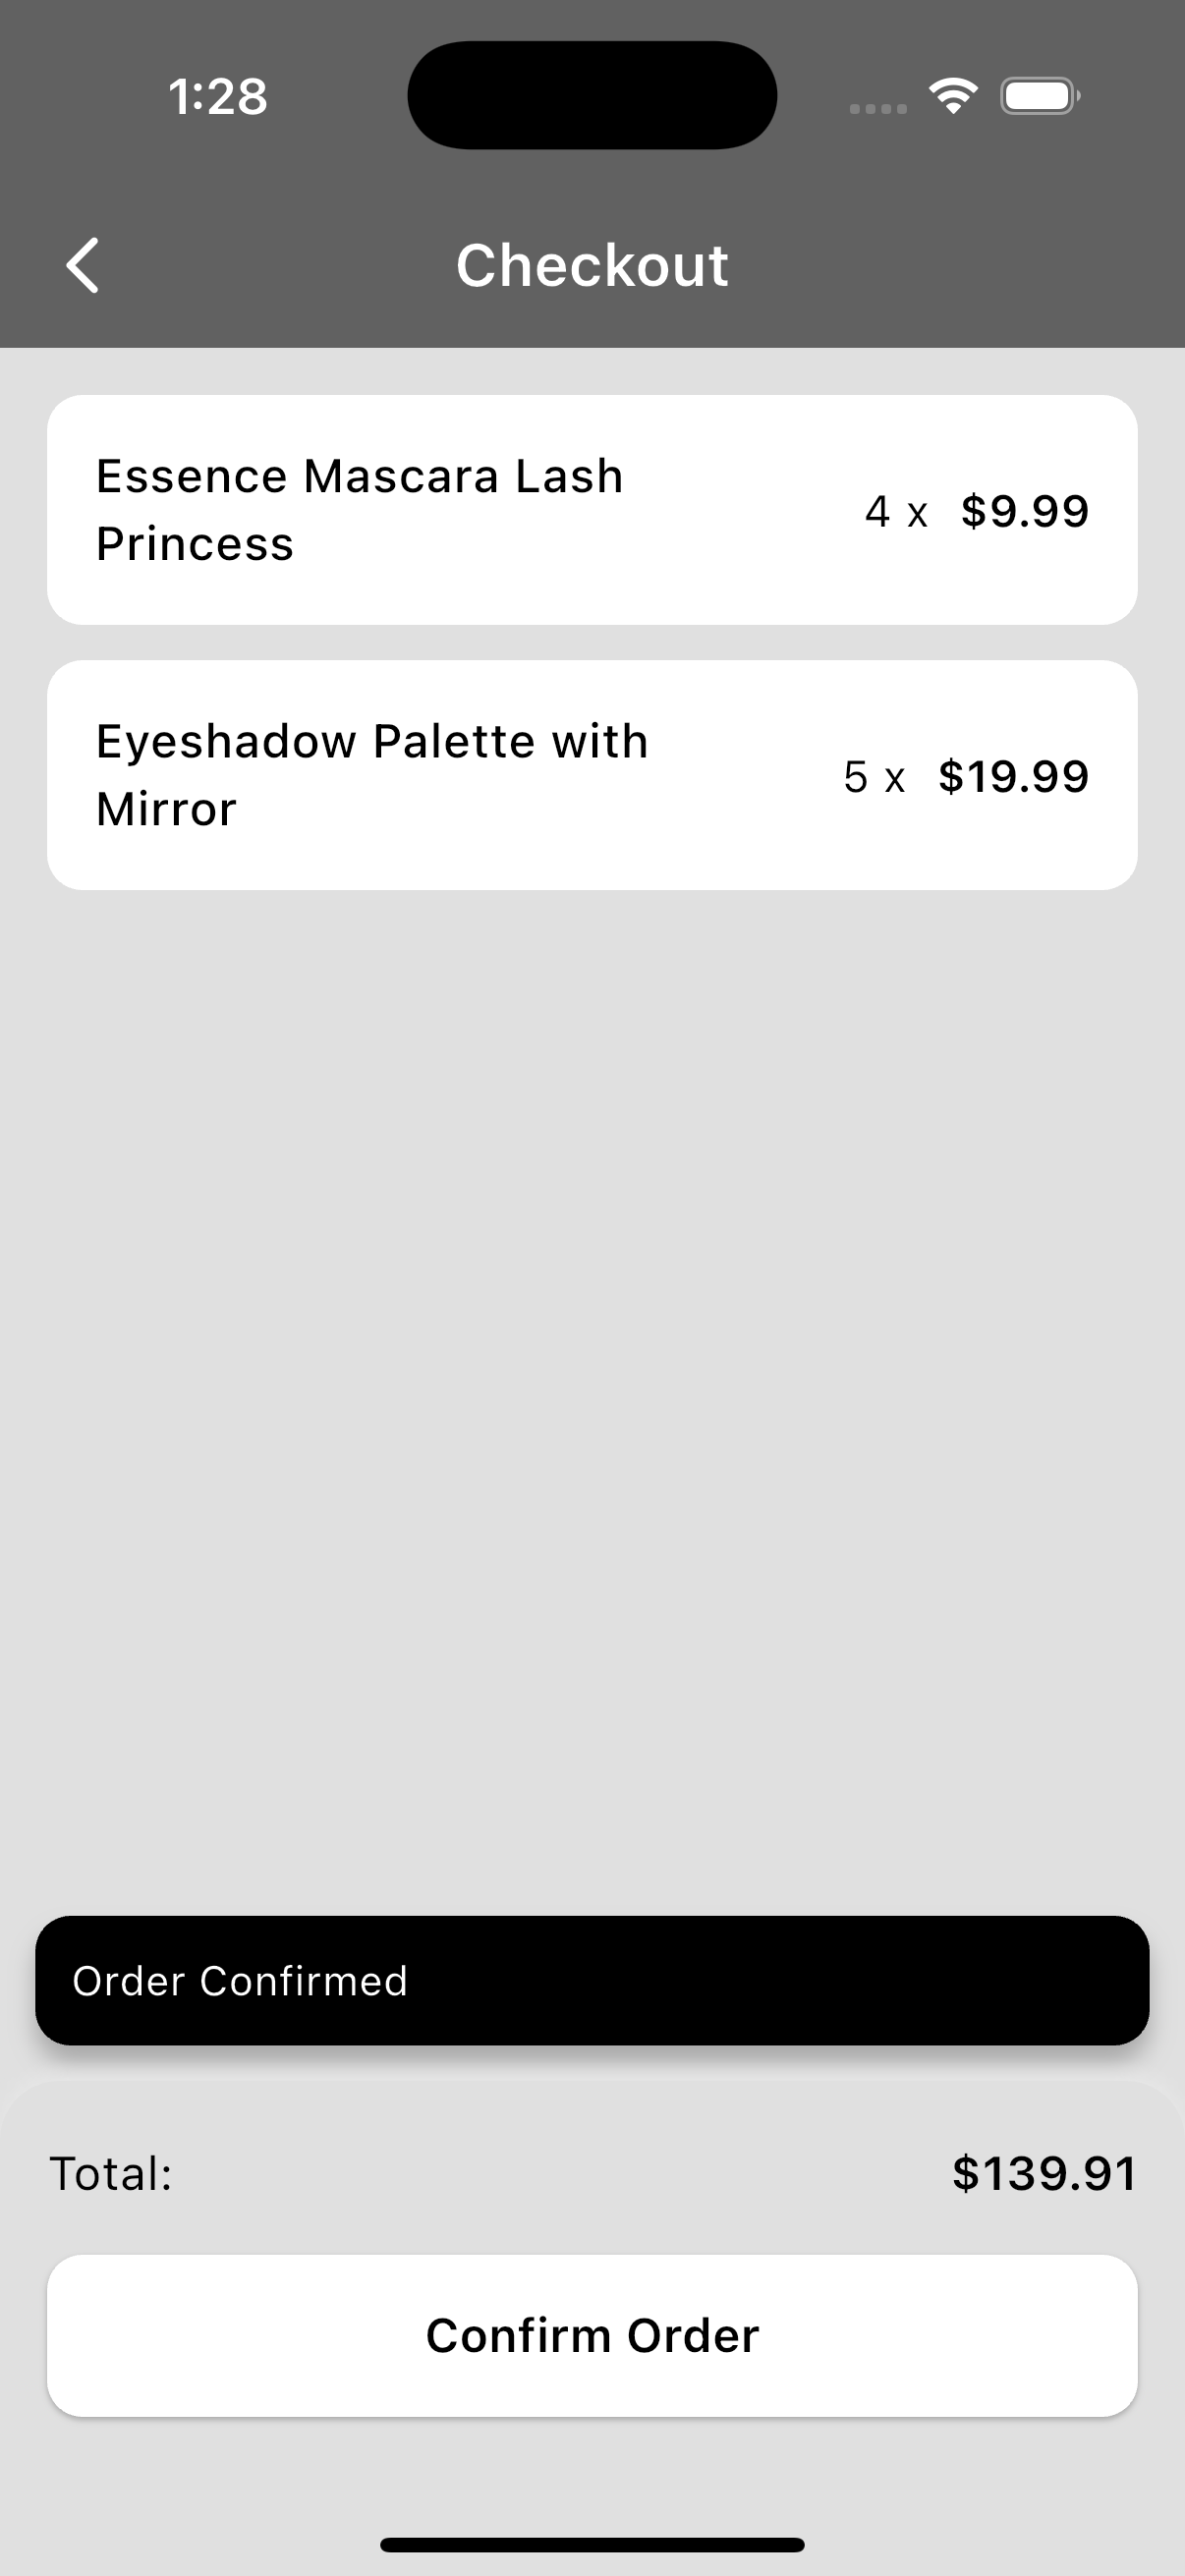 1:28
Checkout
Essence Mascara Lash
Princess
4 x $9.99
Eyeshadow Palette with
Mirror
5 x $19.99
Order Confirmed
Total: $139.91
Confirm Order